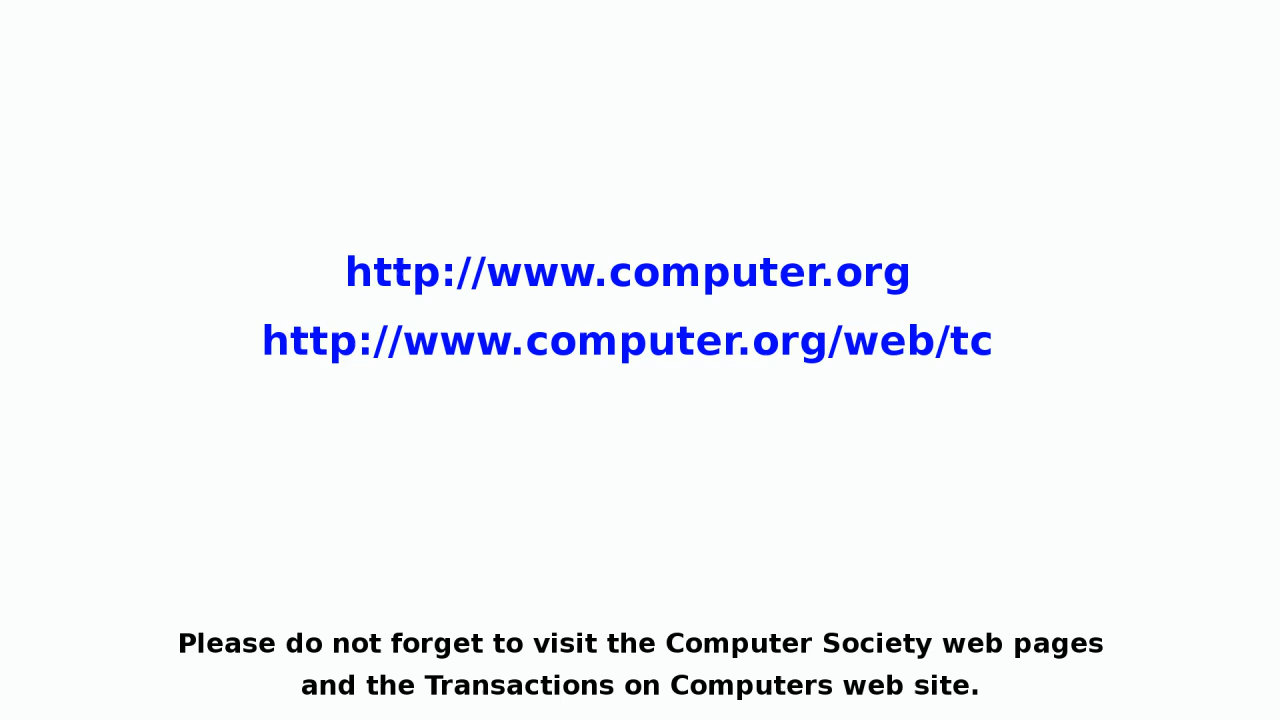 http://www.computer.org
http://www.computer.org/web/tc
Please do not forget to visit the Computer Society web pages
and the Transactions on Computers web site.